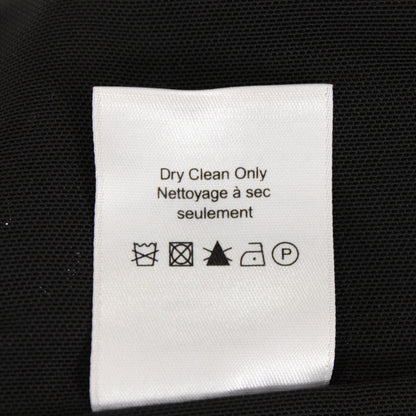 Dry Clean Only
Nettoyage à sec
seulement
P